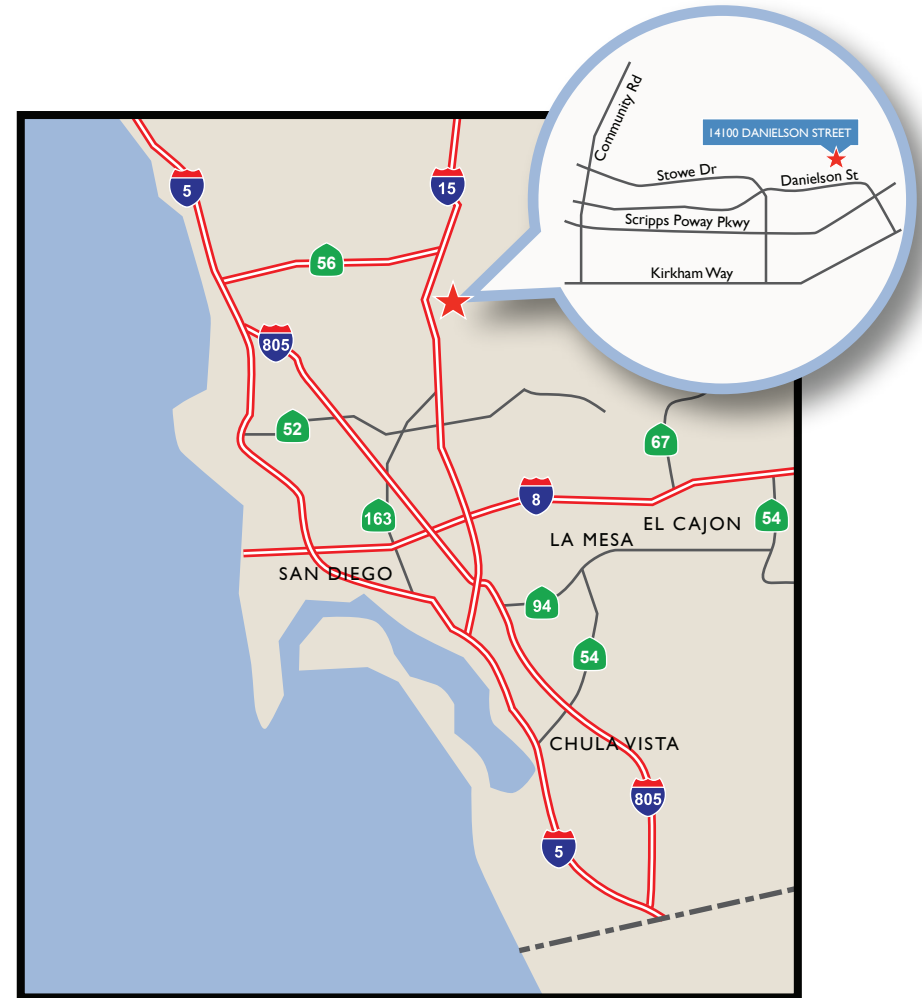 Community Rd
14100 DANIELSON STREET
Stowe Dr
Danielson St
Scripps Poway Pkwy
Kirkham Way
5
15
56
805
52
67
8
163
EL CAJON
54
LA MESA
SAN DIEGO
94
54
CHULA VISTA
805
5